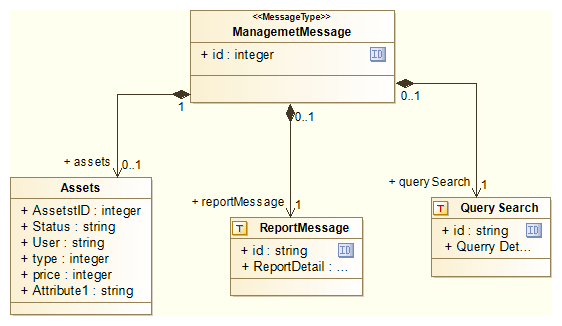 <<MessageType>>
ManagemetMessage
+ id : integer
ID
1
0..1
0..1
+ assets
0..1
+ reportMessage
1
+ querySearch
1
Assets
+ AssetstID : integer
+ Status : string
+ User : string
+ type : integer
+ price : integer
+ Attribute1 : string
T
ReportMessage
+ id : string
ID
+ ReportDetail : ...
T
Query Search
+ id : string
ID
+ Querry Det...